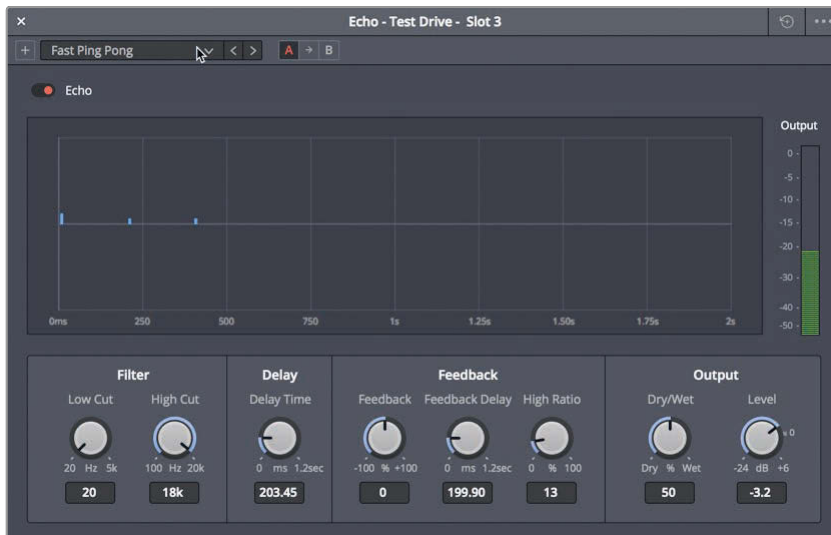 Echo - Test Drive - Slot 3
+ Fast Ping Pong < > A → B
Echo
Output
0
-5
-10
-15
-20
-30
-40
-50
0ms 250 500 750 1s 1.25s 1.50s 1.75s 2s
Filter Delay Feedback Output
Low Cut High Cut Delay Time Feedback Feedback Delay High Ratio Dry/Wet Level
0
20 Hz 5k 100 Hz 20k 0 ms 1.2sec -100 % +100 0 ms 1.2sec 0 % 100 Dry % Wet -24 dB +6
20 18k 203.45 0 199.90 13 50 -3.2